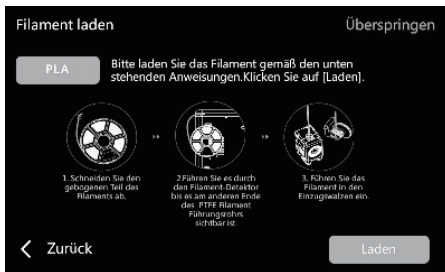 Filament laden
Überspringen
PLA
Bitte laden Sie das Filament gemäß den unten
stehenden Anweisungen.Klicken Sie auf [Laden].
1. Schneiden Sie den
gebogenen Teil des
Filaments ab.
2.Führen Sie es durch
den Filament-Detektor
bis es am anderen Ende
des PTFE Filament
Führungsrohrs
sichtbar ist.
3. Führen Sie das
Filament in den
Einzugswalzen ein.
Zurück
Laden